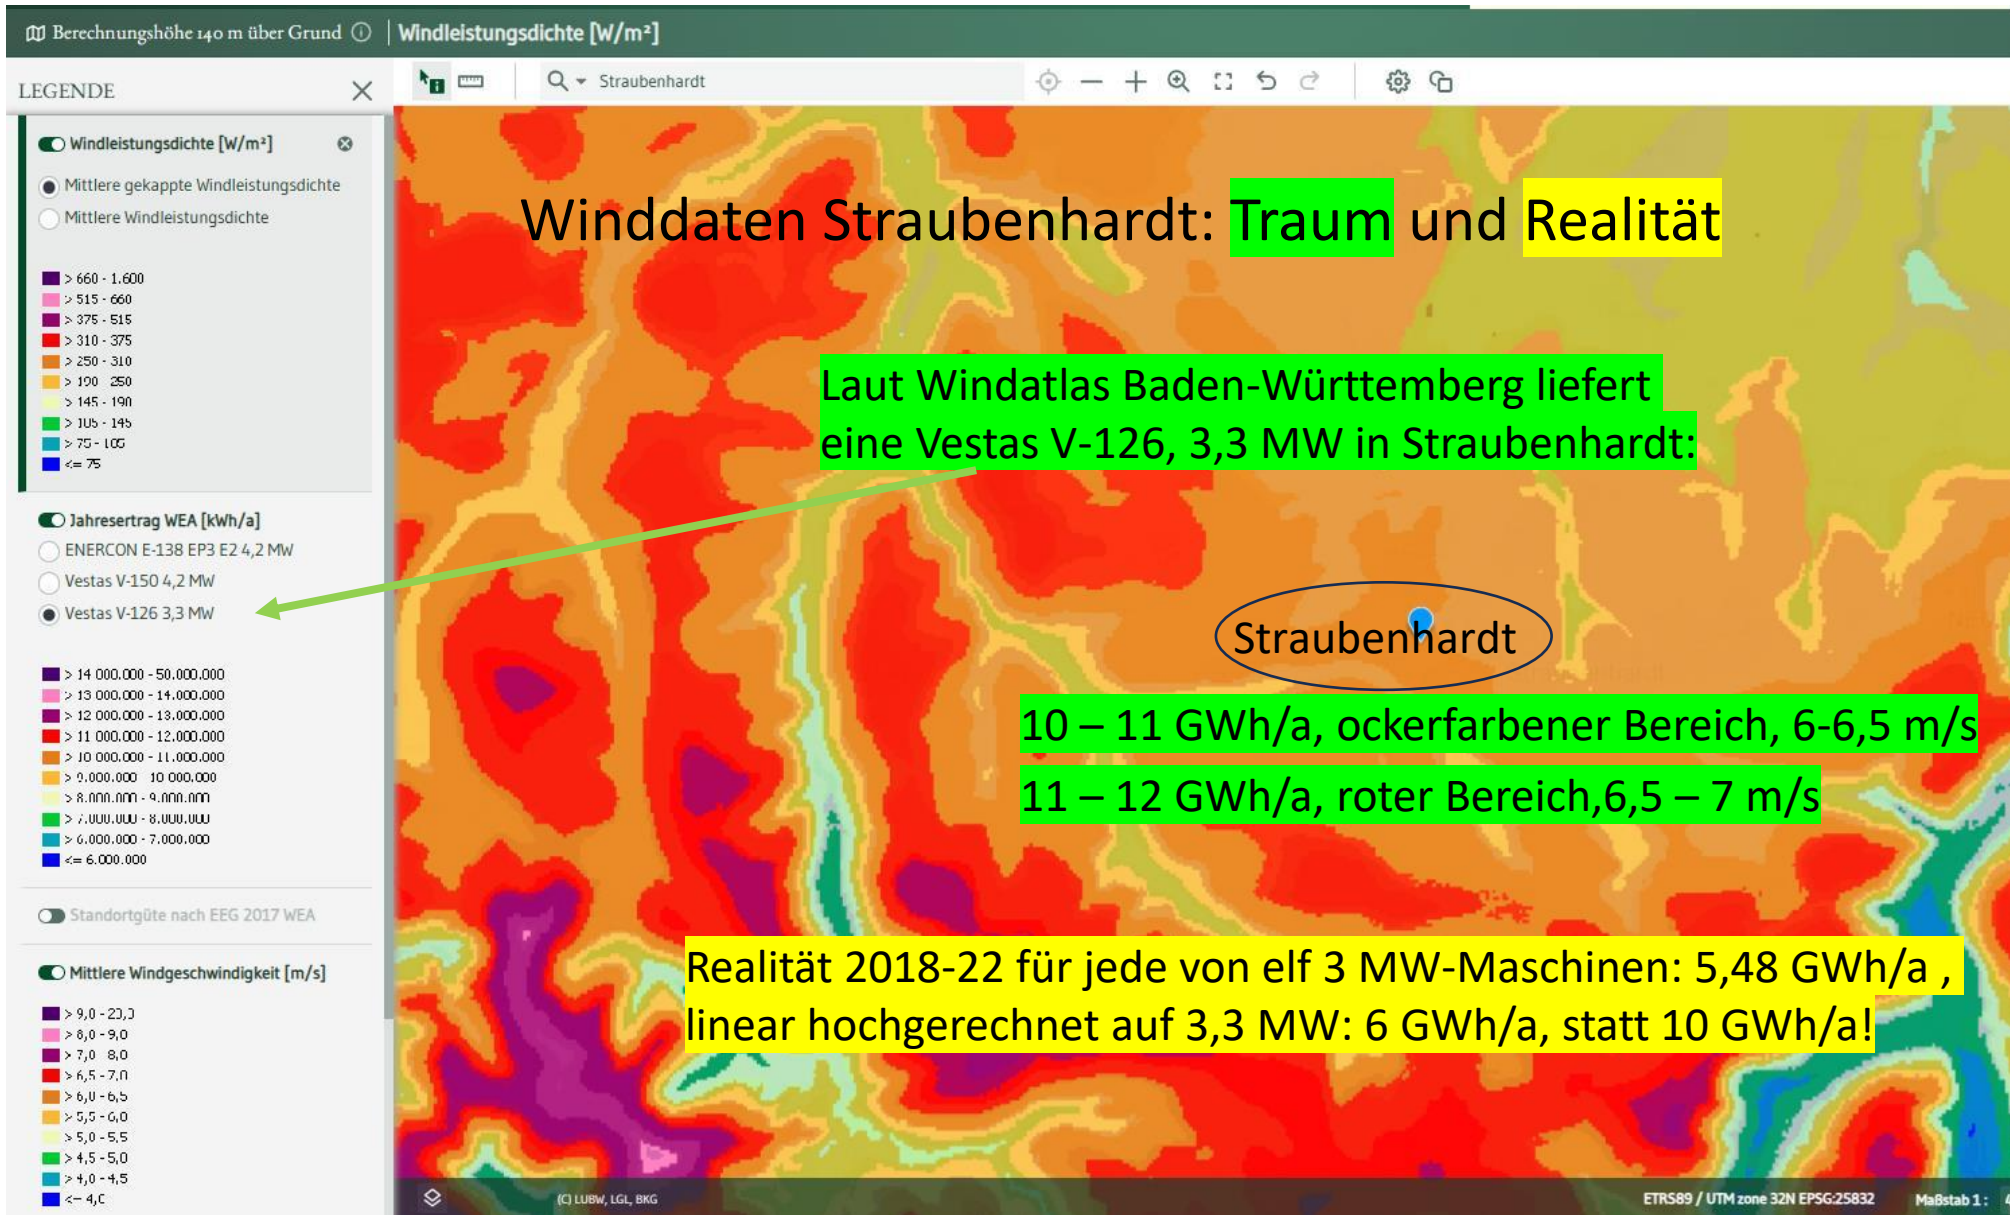 Berechnungshöhe 140 m über Grund
Windleistungsdichte [W/m²]
LEGENDE
Straubenhardt
Windleistungsdichte [W/m²]
Mittlere gekappte Windleistungsdichte
Mittlere Windleistungsdichte
> 660 - 1.600
> 515 - 660
> 375 - 515
> 310 - 375
> 250 - 310
> 190 250
> 145 - 190
> 105 - 145
> 75 - 105
<= 75
Jahresertrag WEA [kWh/a]
ENERCON E-138 EP3 E2 4,2 MW
Vestas V-150 4,2 MW
Vestas V-126 3,3 MW
> 14 000.000 - 50.000.000
> 13 000.000 - 14.000.000
> 12 000.000 - 13.000.000
> 11 000.000 - 12.000.000
> 10 000.000 - 11.000.000
> 9.000.000 10 000.000
> 8.000.000 - 9.000.000
> 7.000.000 - 8.000.000
> 6.000.000 - 7.000.000
<= 6.000.000
Standortgüte nach EEG 2017 WEA
Mittlere Windgeschwindigkeit [m/s]
> 9,0 - 20,0
> 8,0 - 9,0
> 7,0 8,0
> 6,5 - 7,0
> 6,0 - 6,5
> 5,5 - 6,0
> 5,0 - 5,5
> 4,5 - 5,0
> 4,0 - 4,5
<= 4,0
Winddaten Straubenhardt: Traum und Realität
Laut Windatlas Baden-Württemberg liefert
eine Vestas V-126, 3,3 MW in Straubenhardt:
Straubenhardt
10 – 11 GWh/a, ockerfarbener Bereich, 6-6,5 m/s
11 – 12 GWh/a, roter Bereich,6,5 – 7 m/s
Realität 2018-22 für jede von elf 3 MW-Maschinen: 5,48 GWh/a ,
linear hochgerechnet auf 3,3 MW: 6 GWh/a, statt 10 GWh/a!
(C) LUBW, LGL, BKG
ETRS89 / UTM zone 32N EPSG:25832
Maßstab 1 :